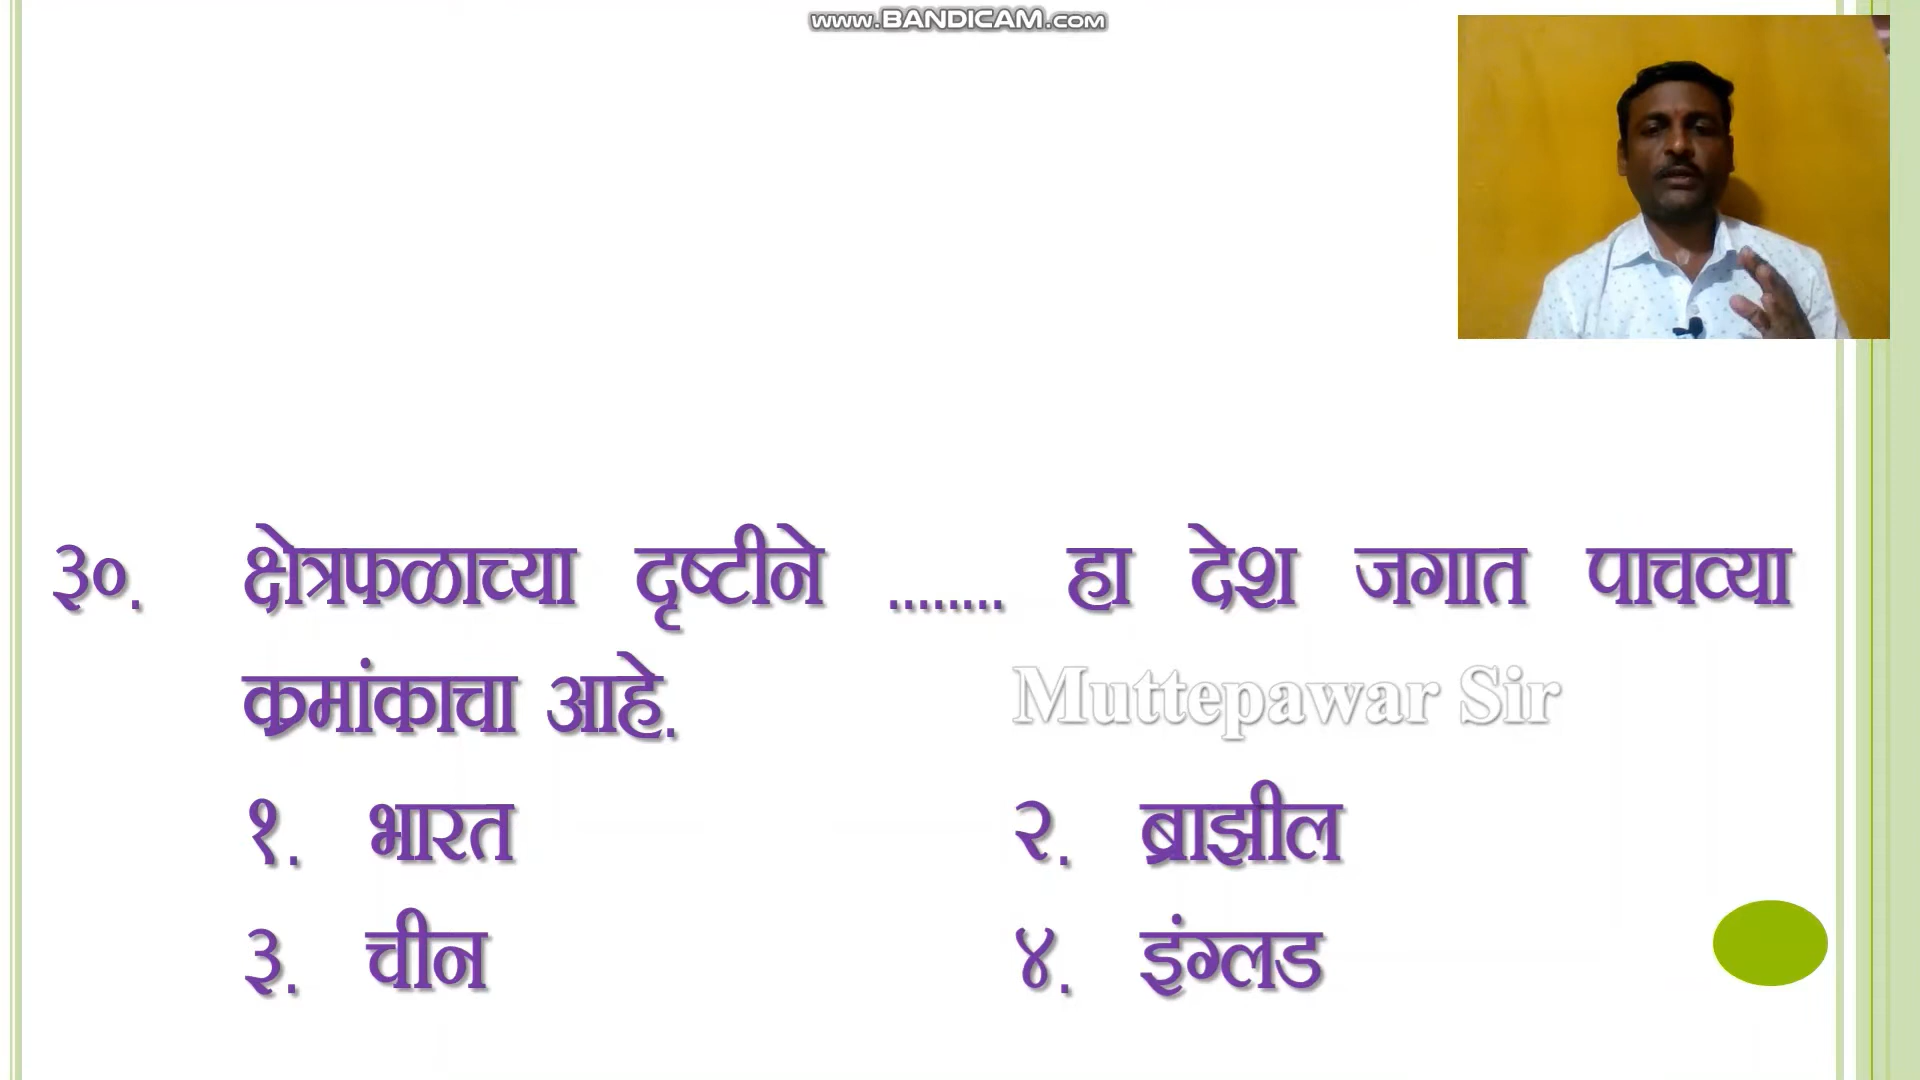 www.BANDICAM.com
३०. क्षेत्रफळाच्या दृष्टीने ........ हा देश जगात पाचव्या
क्रमांकाचा आहे.
Muttepawar Sir
१. भारत २. ब्राझील
३. चीन ४. इंग्लड